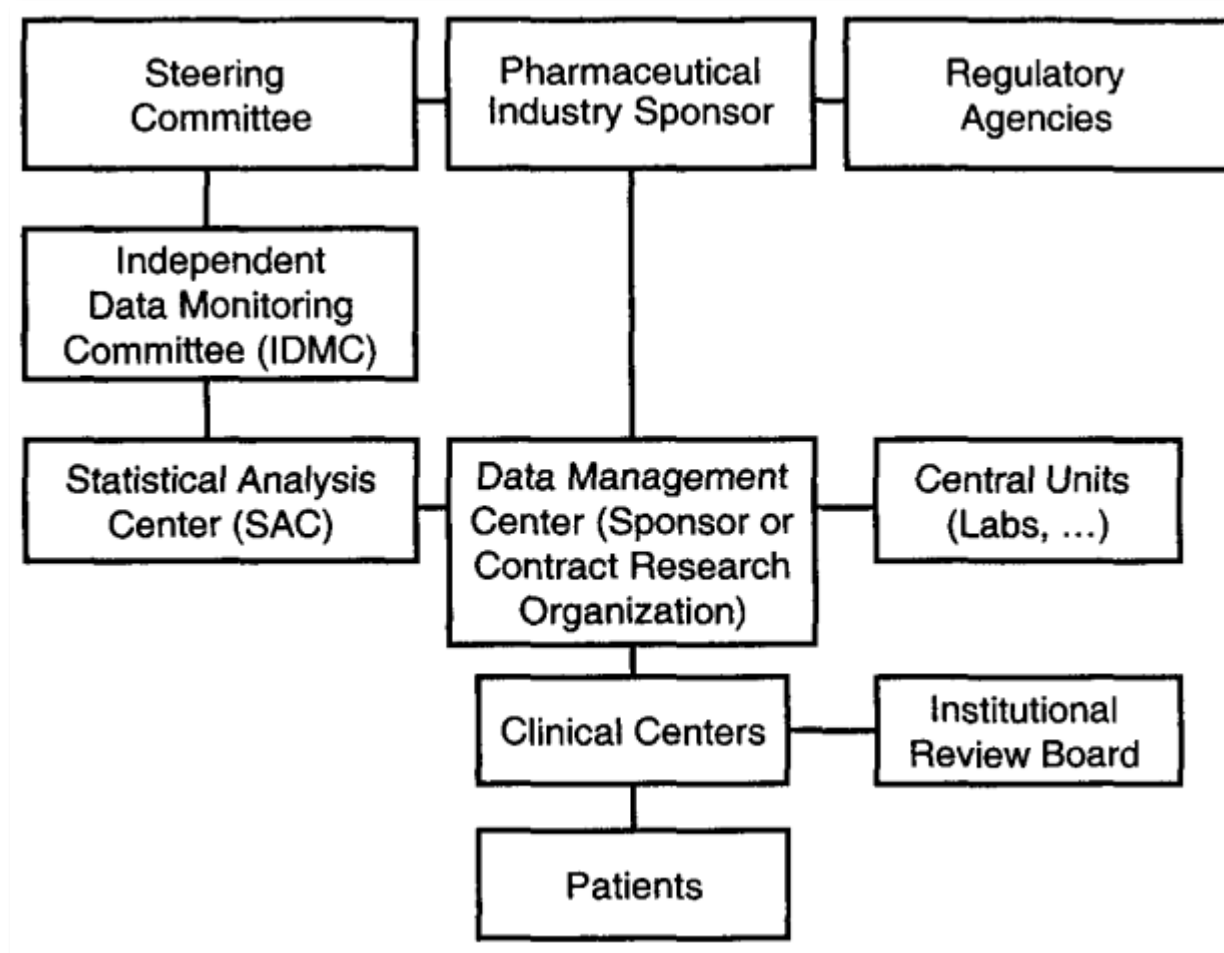 Steering
Committee
Pharmaceutical
Industry Sponsor
Regulatory
Agencies
Independent
Data Monitoring
Committee (IDMC)
Statistical Analysis
Center (SAC)
Data Management
Center (Sponsor or
Contract Research
Organization)
Central Units
(Labs, ...)
Clinical Centers
Institutional
Review Board
Patients